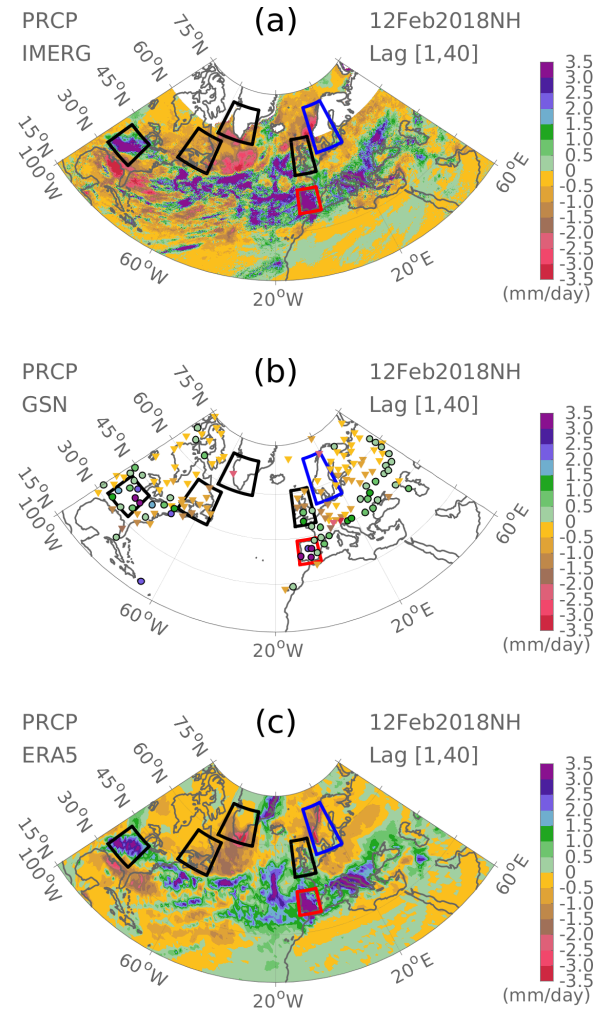 (a)
PRCP
12Feb2018NH
IMERG
Lag [1,40]
75°N
60°N
45°N
30°N
15°N
100°W
60°W
20°W
20°E
60°E
3.5
3.0
2.5
2.0
1.5
1.0
0.5
0
-0.5
-1.0
-1.5
-2.0
-2.5
-3.0
-3.5
(mm/day)
(b)
PRCP
12Feb2018NH
GSN
Lag [1,40]
75°N
60°N
45°N
30°N
15°N
100°W
60°W
20°W
20°E
60°E
3.5
3.0
2.5
2.0
1.5
1.0
0.5
0
-0.5
-1.0
-1.5
-2.0
-2.5
-3.0
-3.5
(mm/day)
(c)
PRCP
12Feb2018NH
ERA5
Lag [1,40]
75°N
60°N
45°N
30°N
15°N
100°W
60°W
20°W
20°E
60°E
3.5
3.0
2.5
2.0
1.5
1.0
0.5
0
-0.5
-1.0
-1.5
-2.0
-2.5
-3.0
-3.5
(mm/day)